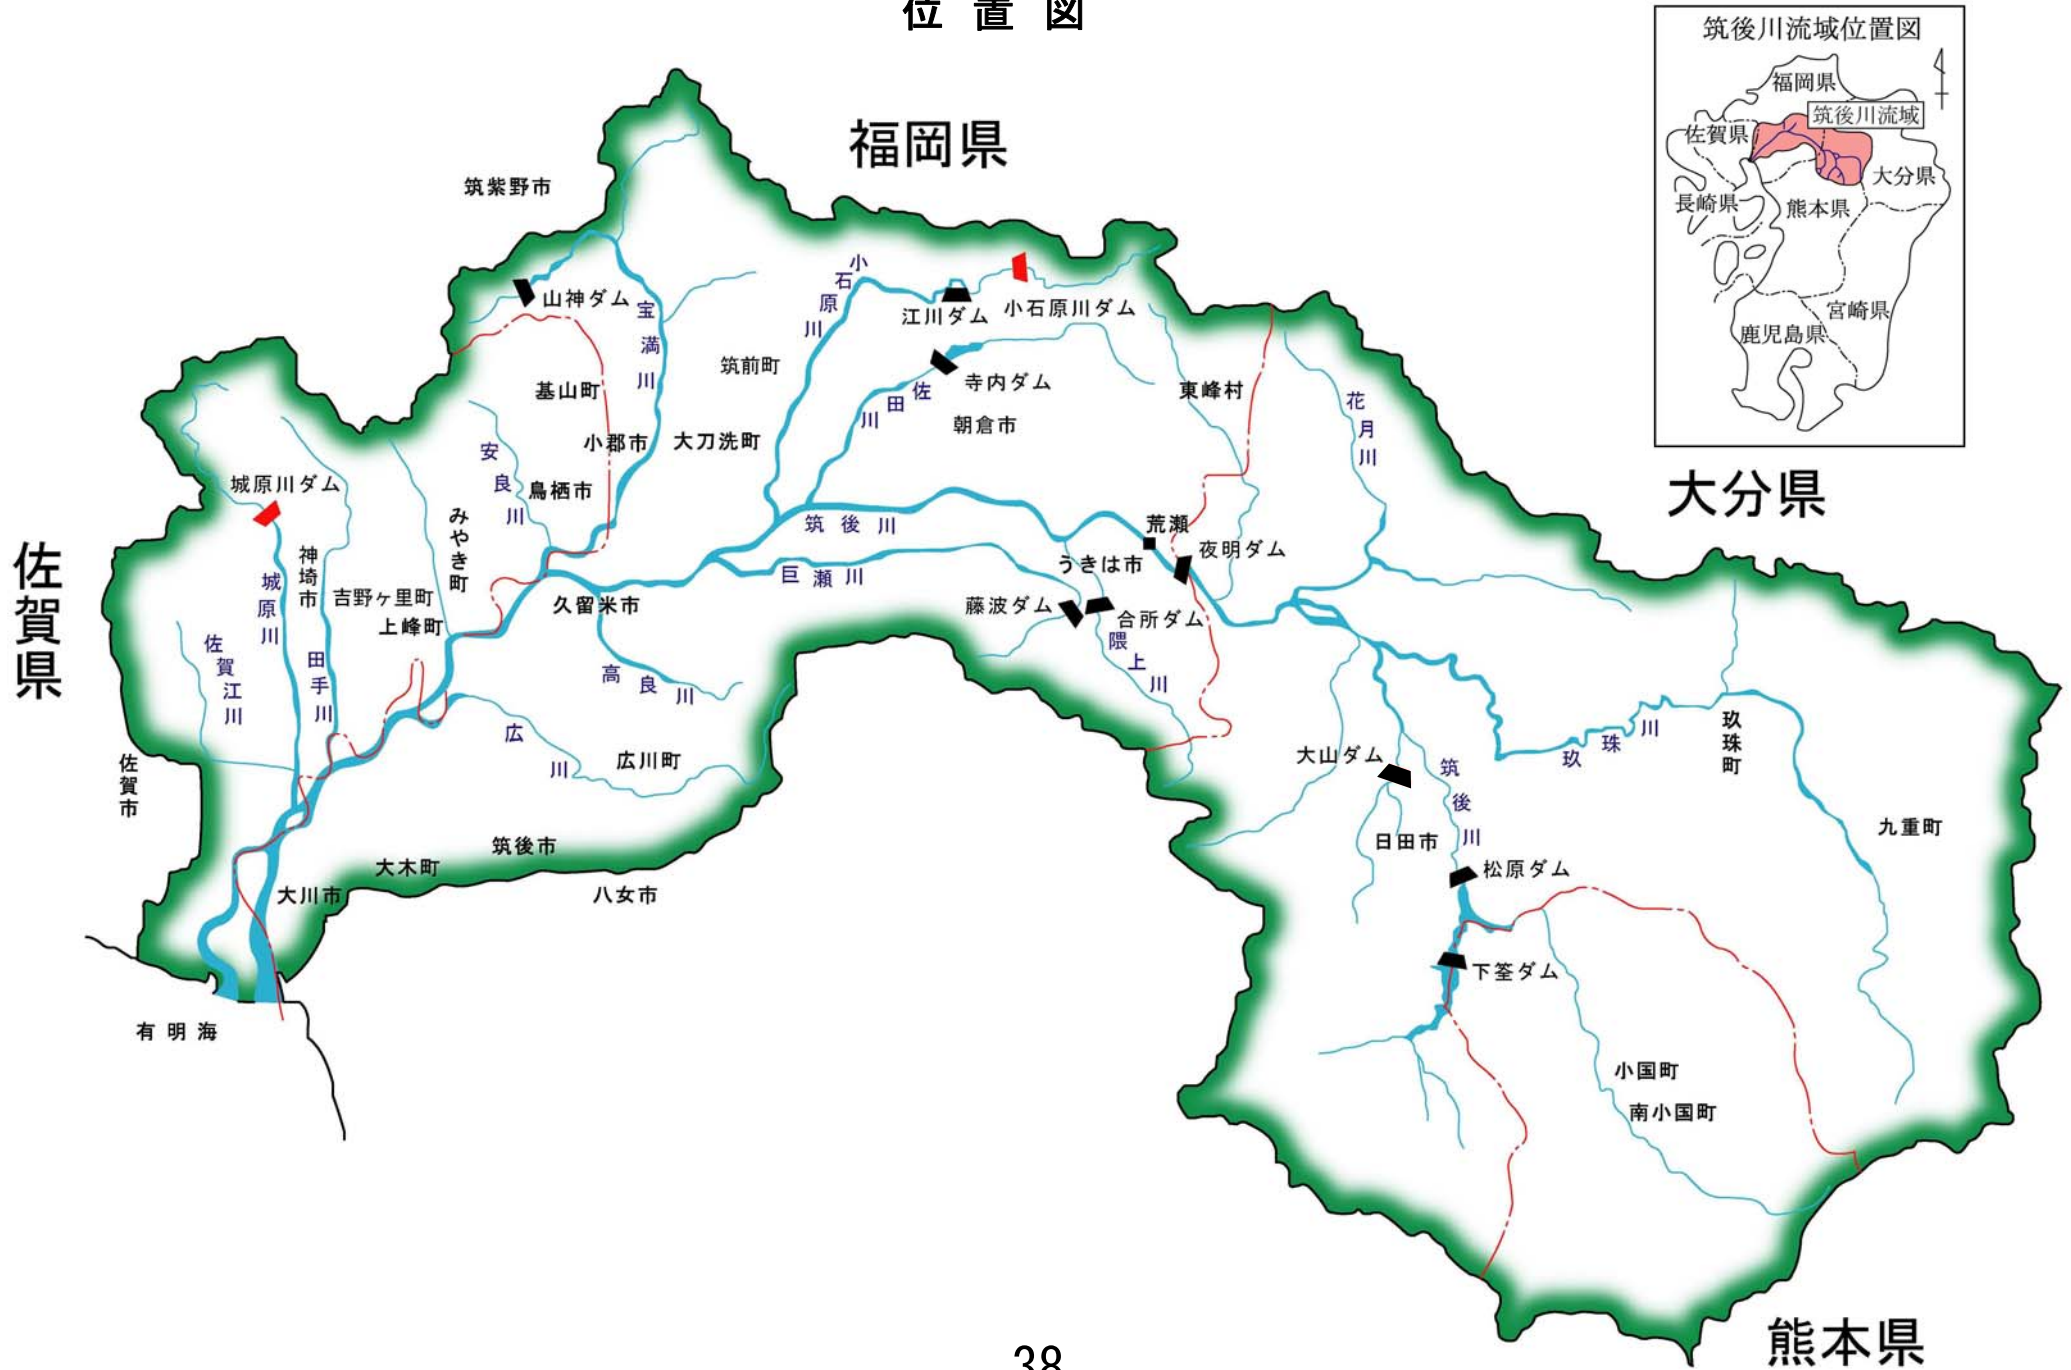 位置図
筑後川流域位置図
福岡県
筑後川流域
佐賀県
大分県
長崎県
熊本県
宮崎県
鹿児島県
福岡県
筑紫野市
山神ダム
宝満川
小石原川
江川ダム
小石原川ダム
筑前町
基山町
寺内ダム
佐田川
朝倉市
東峰村
花月川
小郡市
大刀洗町
安良川
鳥栖市
城原川ダム
大分県
みやき町
筑後川
荒瀬
夜明ダム
うきは市
佐賀県
神埼市
城原川
吉野ヶ里町
上峰町
久留米市
巨瀬川
藤波ダム
合所ダム
隈上川
佐賀江川
田手川
高良川
広川
広川町
佐賀市
大山ダム
筑後川
玖珠川
玖珠町
九重町
日田市
筑後市
大木町
大川市
八女市
松原ダム
下筌ダム
有明海
小国町
南小国町
熊本県
38